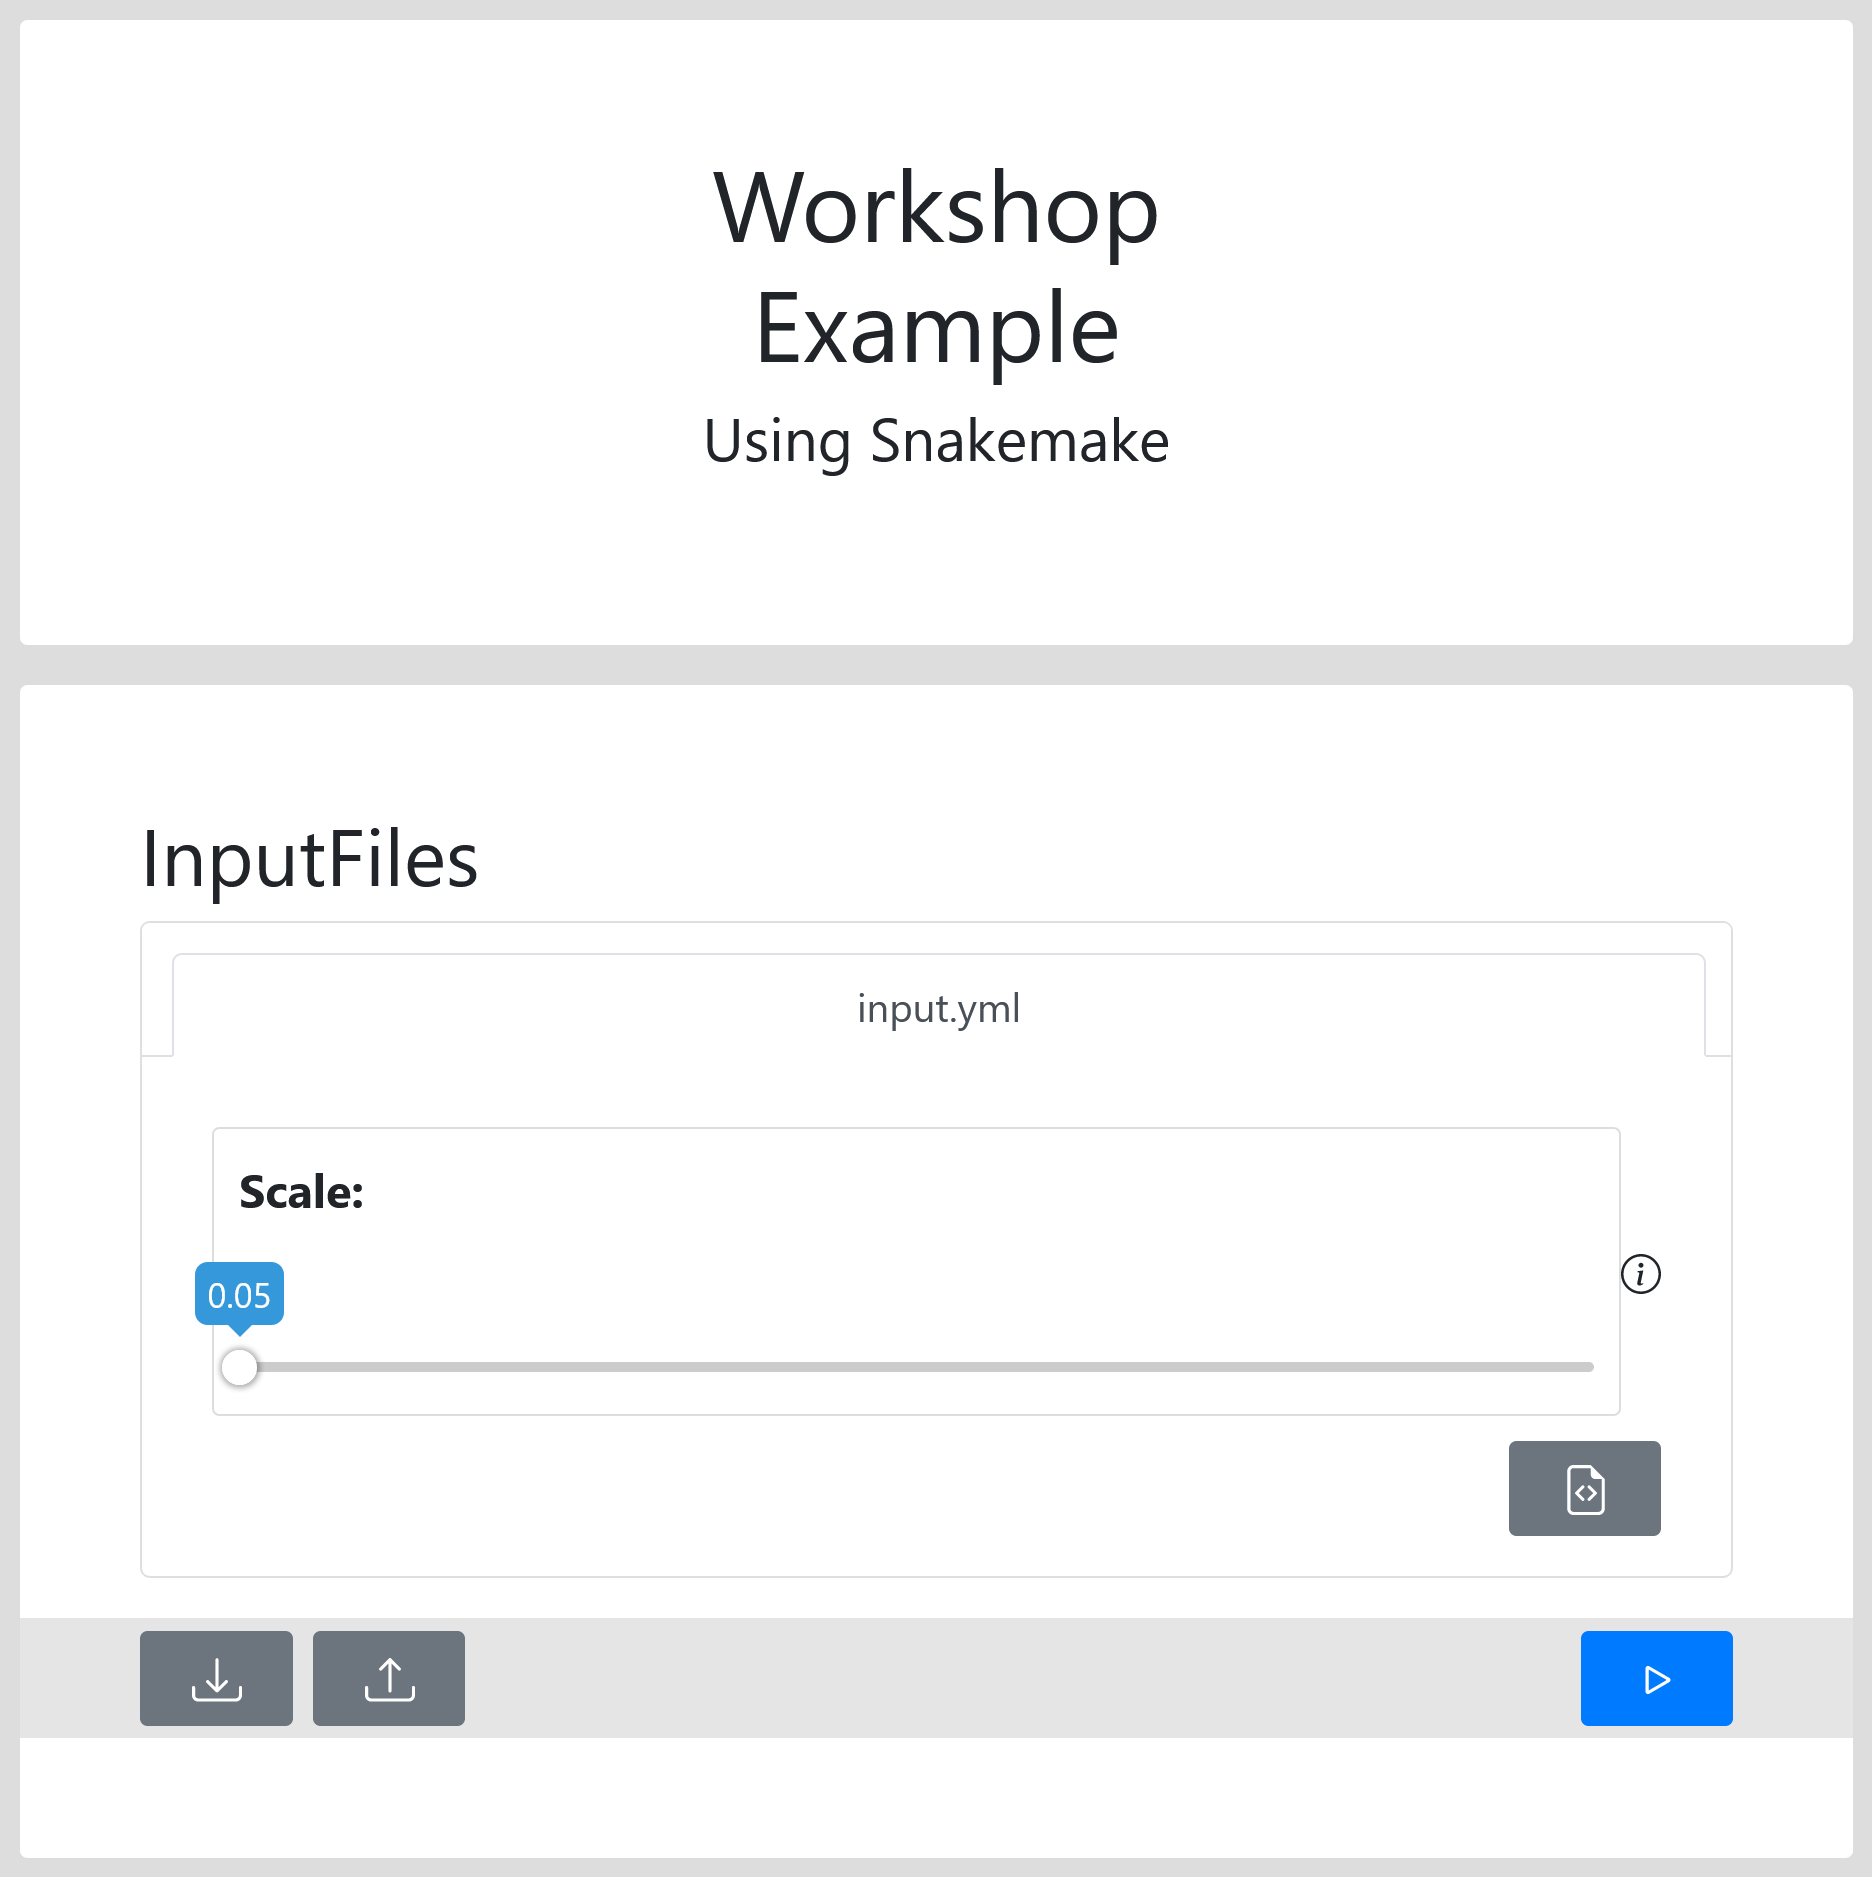 Workshop
Example
Using Snakemake
InputFiles
input.yml
Scale:
0.05